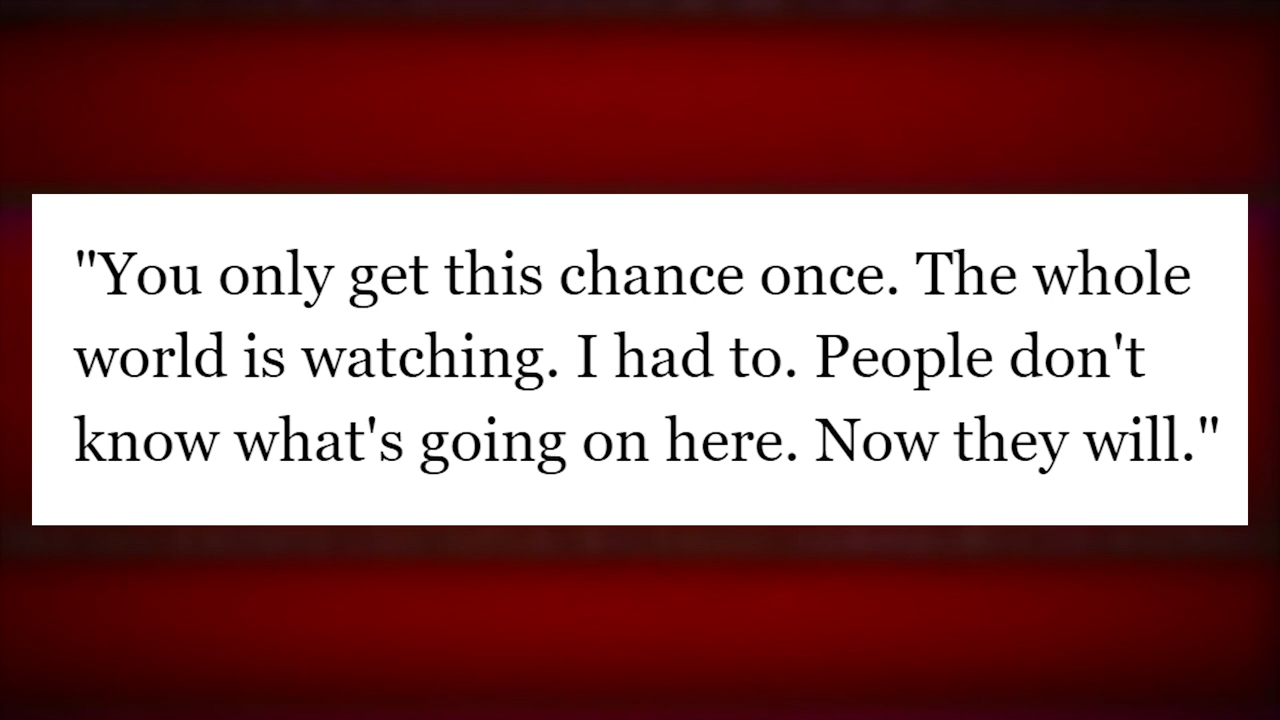 "You only get this chance once. The whole
world is watching. I had to. People don't
know what's going on here. Now they will."